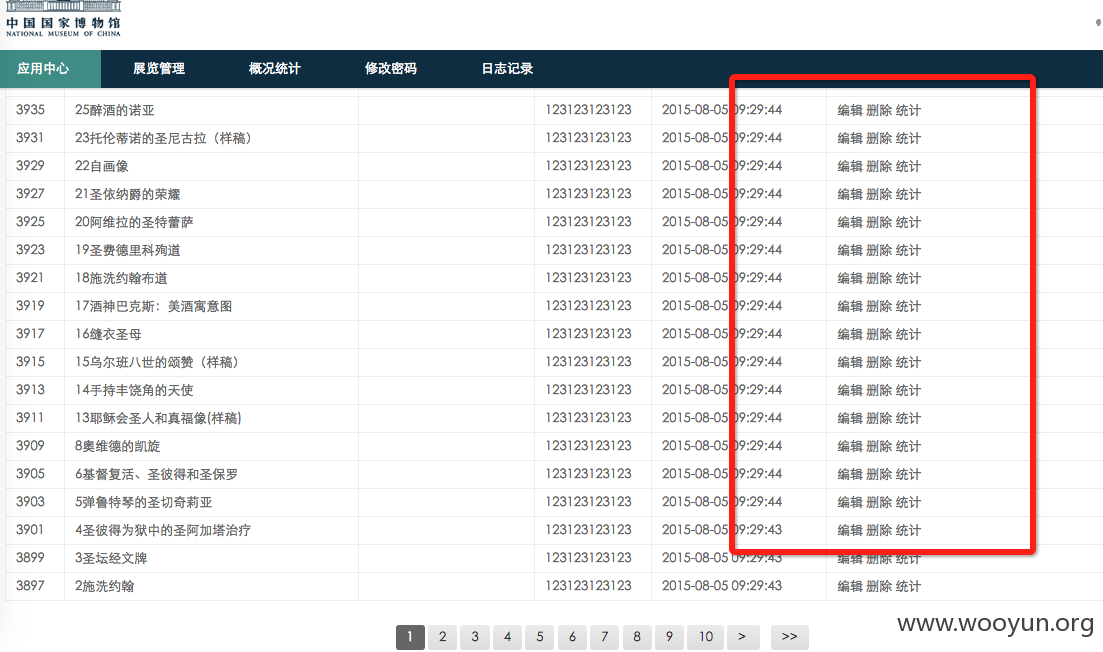 中国国家博物馆
NATIONAL MUSEUM OF CHINA
应用中心 展览管理 概况统计 修改密码 日志记录
3935 25醉酒的诺亚 123123123123 2015-08-05 09:29:44 编辑 删除 统计
3931 23托伦蒂诺的圣尼古拉（样稿） 123123123123 2015-08-05 09:29:44 编辑 删除 统计
3929 22自画像 123123123123 2015-08-05 09:29:44 编辑 删除 统计
3927 21圣依纳爵的荣耀 123123123123 2015-08-05 09:29:44 编辑 删除 统计
3925 20阿维拉的圣特蕾萨 123123123123 2015-08-05 09:29:44 编辑 删除 统计
3923 19圣费德里科殉道 123123123123 2015-08-05 09:29:44 编辑 删除 统计
3921 18施洗约翰布道 123123123123 2015-08-05 09:29:44 编辑 删除 统计
3919 17酒神巴克斯：美酒寓意图 123123123123 2015-08-05 09:29:44 编辑 删除 统计
3917 16缝衣圣母 123123123123 2015-08-05 09:29:44 编辑 删除 统计
3915 15乌尔班八世的颂赞（样稿） 123123123123 2015-08-05 09:29:44 编辑 删除 统计
3913 14手持丰饶角的天使 123123123123 2015-08-05 09:29:44 编辑 删除 统计
3911 13耶稣会圣人和真福像(样稿) 123123123123 2015-08-05 09:29:44 编辑 删除 统计
3909 8奥维德的凯旋 123123123123 2015-08-05 09:29:44 编辑 删除 统计
3905 6基督复活、圣彼得和圣保罗 123123123123 2015-08-05 09:29:44 编辑 删除 统计
3903 5弹鲁特琴的圣切奇莉亚 123123123123 2015-08-05 09:29:44 编辑 删除 统计
3901 4圣彼得为狱中的圣阿加塔治疗 123123123123 2015-08-05 09:29:43 编辑 删除 统计
3899 3圣坛经文牌 123123123123 2015-08-05 09:29:43 编辑 删除 统计
3897 2施洗约翰 123123123123 2015-08-05 09:29:43 编辑 删除 统计
1 2 3 4 5 6 7 8 9 10 > >>
www.wooyun.org